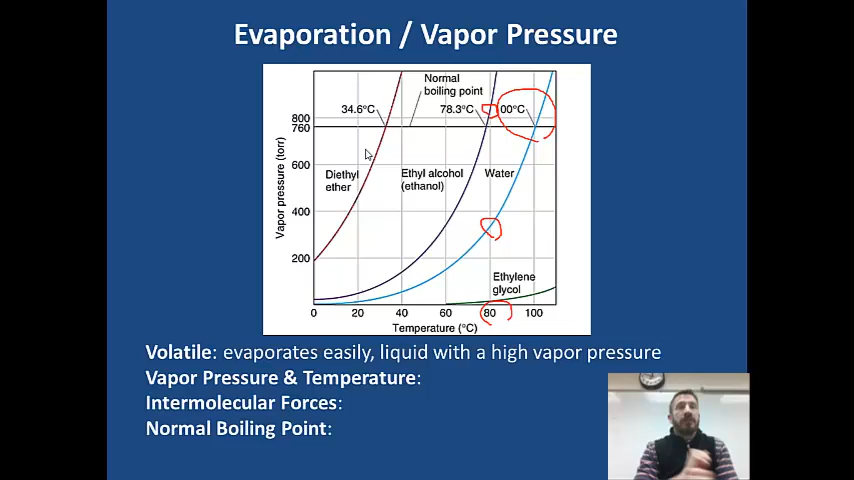 Evaporation / Vapor Pressure
Normal
boiling point
34.6°C
78.3°C
00°C
800
760
600
400
200
Vapor pressure (torr)
Diethyl
ether
Ethyl alcohol
(ethanol)
Water
Ethylene
glycol
0 20 40 60 80 100
Temperature (°C)
Volatile: evaporates easily, liquid with a high vapor pressure
Vapor Pressure & Temperature:
Intermolecular Forces:
Normal Boiling Point: